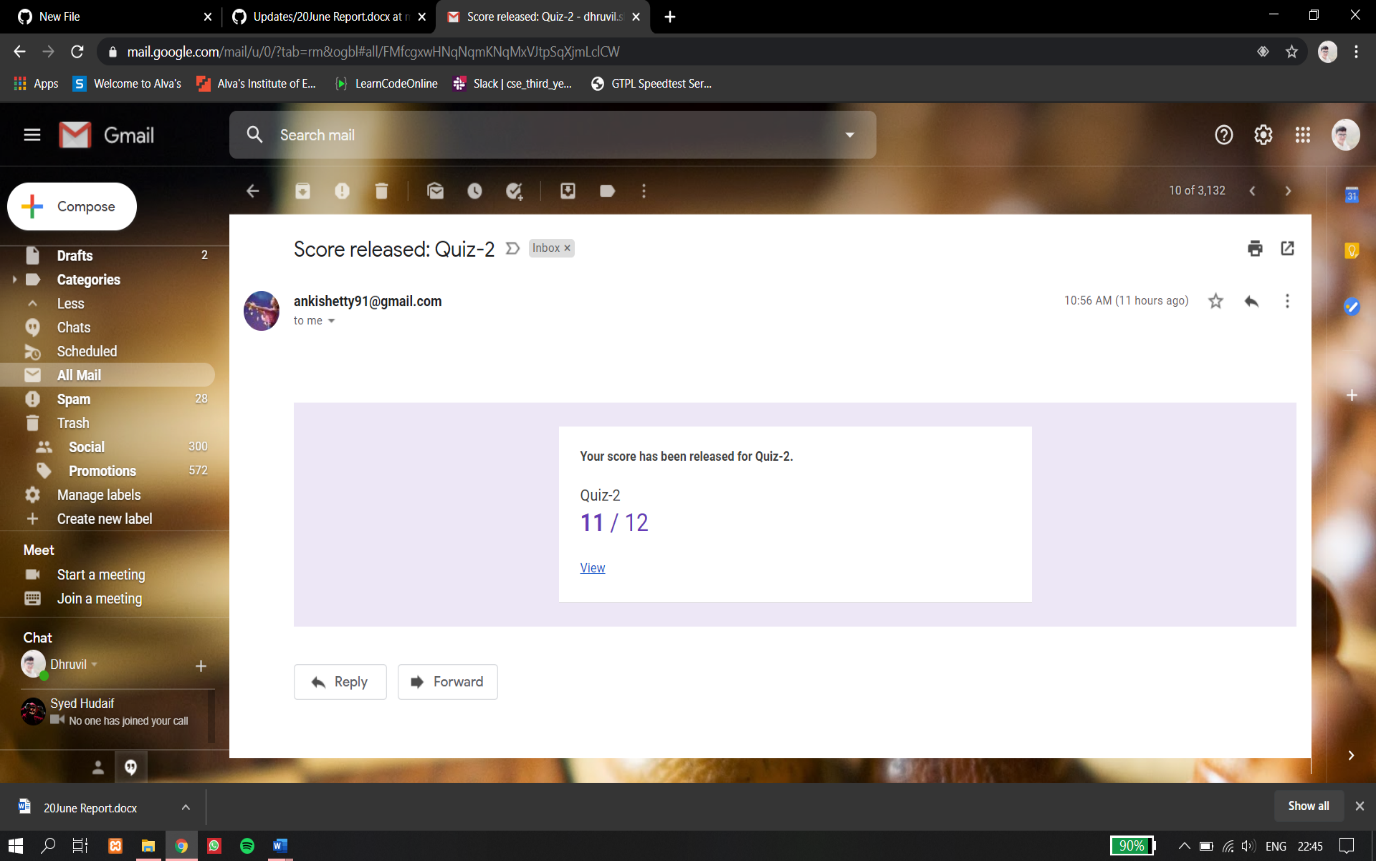 New File
Updates/20June Report.docx at
Score released: Quiz-2 - dhruvil.
mail.google.com/mail/u/0/?tab=rm&ogbl#all/FMfcgxwHNqNqmKNqMxVJtpSqXjmLclCW
Apps
Welcome to Alva's
Alva's Institute of E...
LearnCodeOnline
Slack | cse_third_ye...
GTPL Speedtest Ser...
Gmail
Search mail
Compose
10 of 3,132
Drafts 2
Categories
Less
Chats
Scheduled
All Mail
Spam 28
Trash
Social 300
Promotions 572
Manage labels
Create new label
Meet
Start a meeting
Join a meeting
Chat
Dhruvil
Syed Hudaif
No one has joined your call
Score released: Quiz-2
Inbox ×
ankishetty91@gmail.com
10:56 AM (11 hours ago)
to me
Your score has been released for Quiz-2.
Quiz-2
11 / 12
View
Reply
Forward
31
20June Report.docx
Show all
90%
ENG
22:45